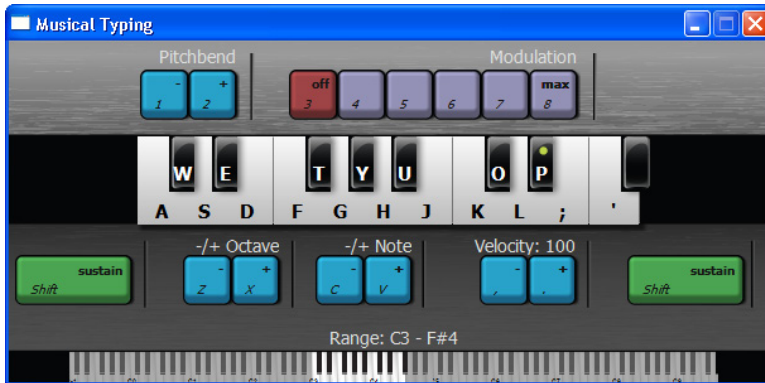 Musical Typing
Pitchbend Modulation
- + off max
1 2 3 4 5 6 7 8
W E T Y U O P
A S D F G H J K L ; '
-/+ Octave -/+ Note Velocity: 100
sustain - + - + - + sustain
Shift Z X C V , . Shift
Range: C3 - F#4